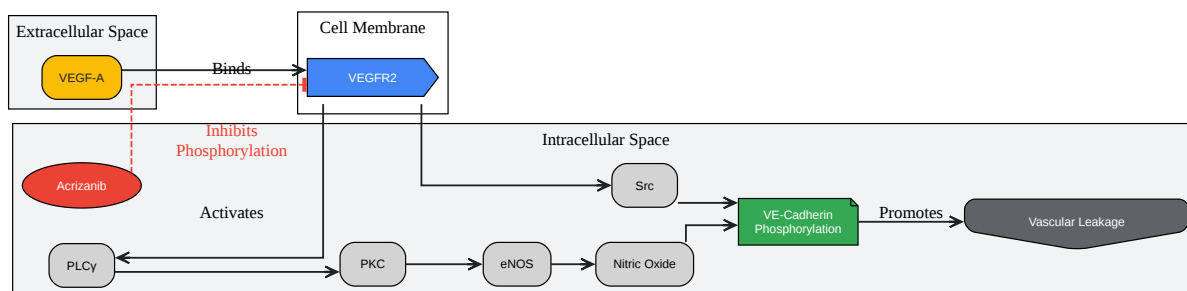 Extracellular Space
Cell Membrane
VEGF-A
Binds
VEGFR2
Inhibits
Phosphorylation
Intracellular Space
Acrizanib
Src
Activates
VE-Cadherin
Phosphorylation
Promotes
Vascular Leakage
PLCγ
PKC
eNOS
Nitric Oxide